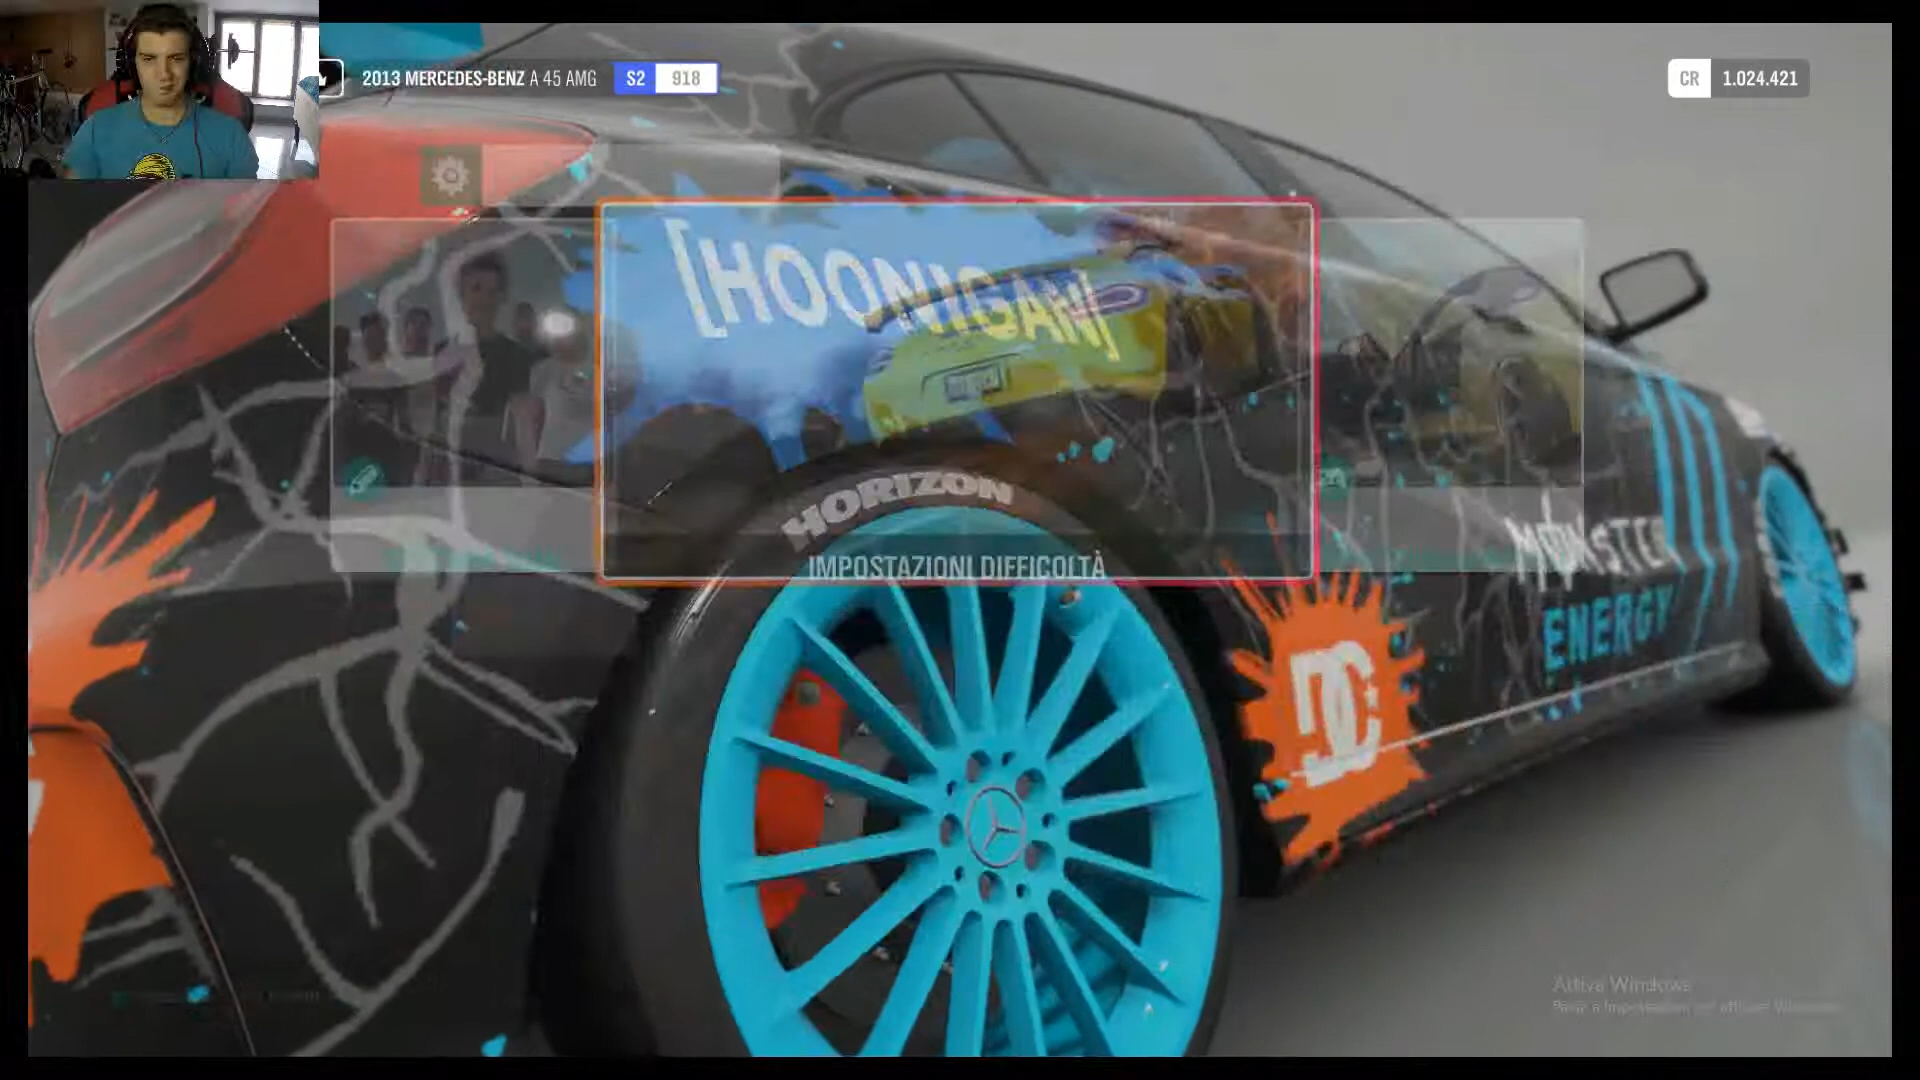 2013 MERCEDES-BENZ A 45 AMG S2 918
CR 1.024.421
[HOONIGAN]
HORIZON
IMPOSTAZIONI DIFFICOLTÀ
MONSTER
ENERGY
DC
Attiva Windows